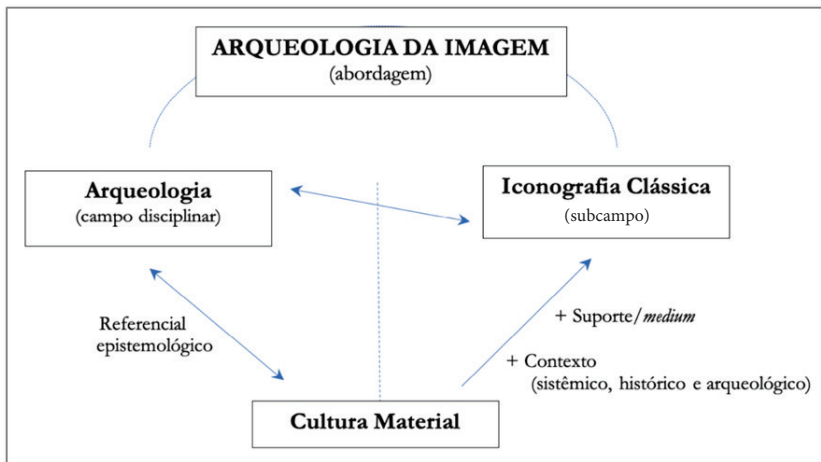 ARQUEOLOGIA DA IMAGEM
(abordagem)
Arqueologia
(campo disciplinar)
Iconografia Clássica
(subcampo)
Referencial
epistemológico
+ Suporte/medium
+ Contexto
(sistêmico, histórico e arqueológico)
Cultura Material